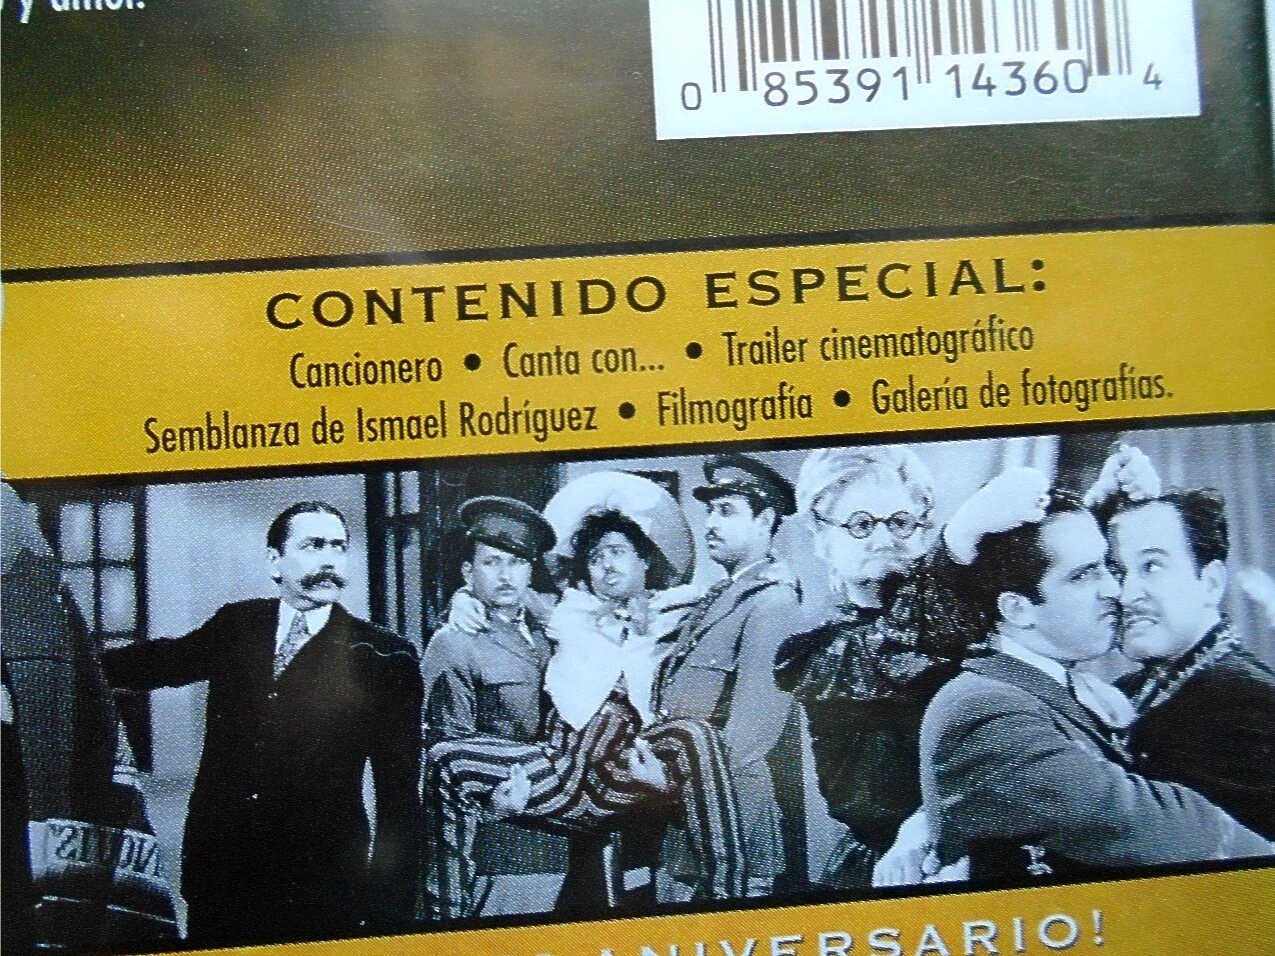 y amor.
0 85391 14360 4
CONTENIDO ESPECIAL:
Cancionero • Canta con... • Trailer cinematográfico
Semblanza de Ismael Rodríguez • Filmografía • Galería de fotografías.
ANIVERSARIO!